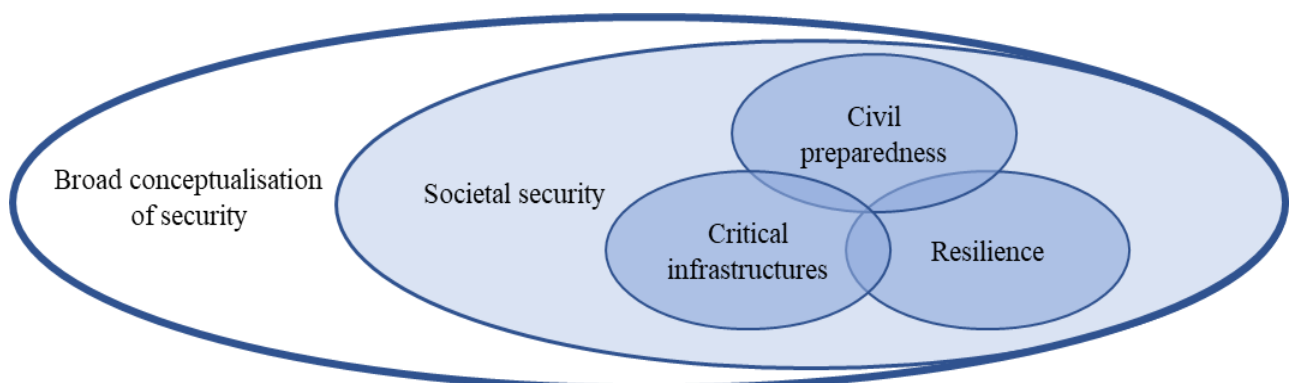 Broad conceptualisation
of security
Societal security
Civil
preparedness
Critical
infrastructures
Resilience